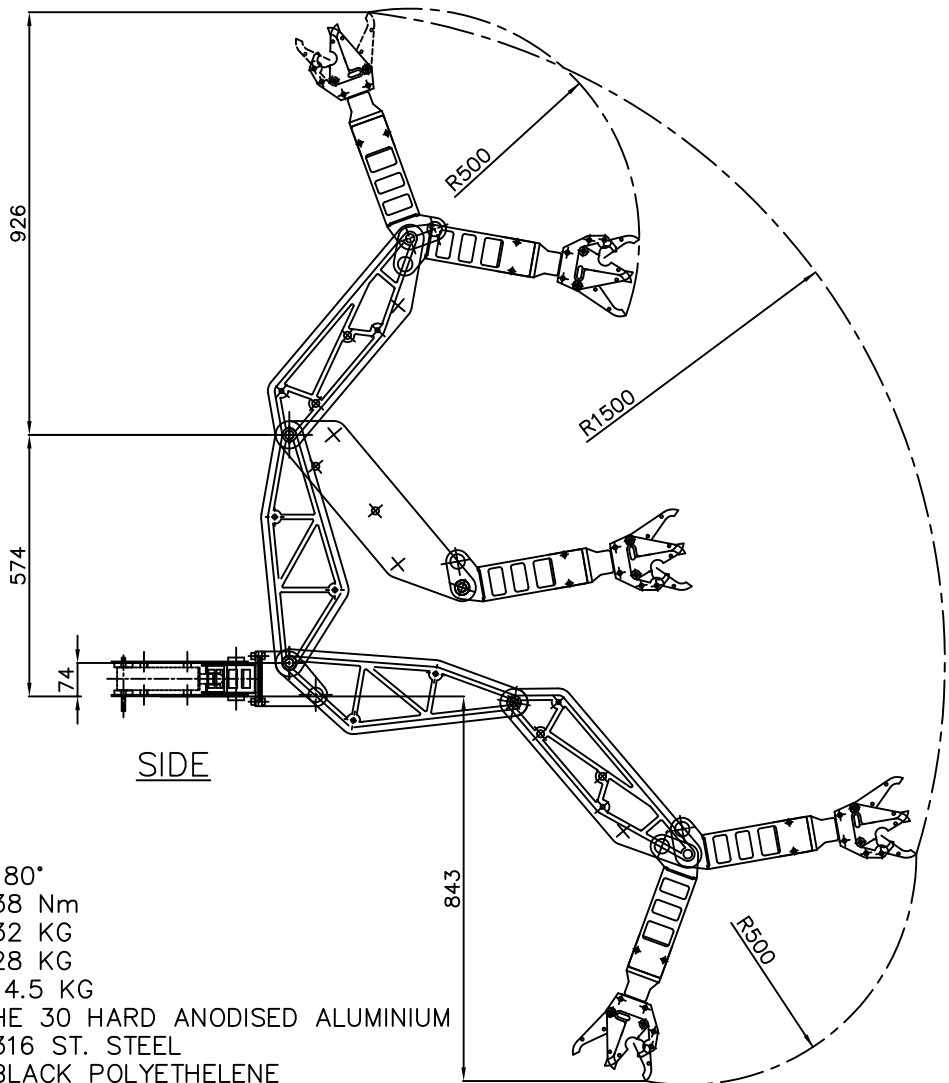 926
R500
R1500
574
74
SIDE
843
R500
80°
38 Nm
32 KG
28 KG
4.5 KG
HE 30 HARD ANODISED ALUMINIUM
316 ST. STEEL
BLACK POLYETHELENE